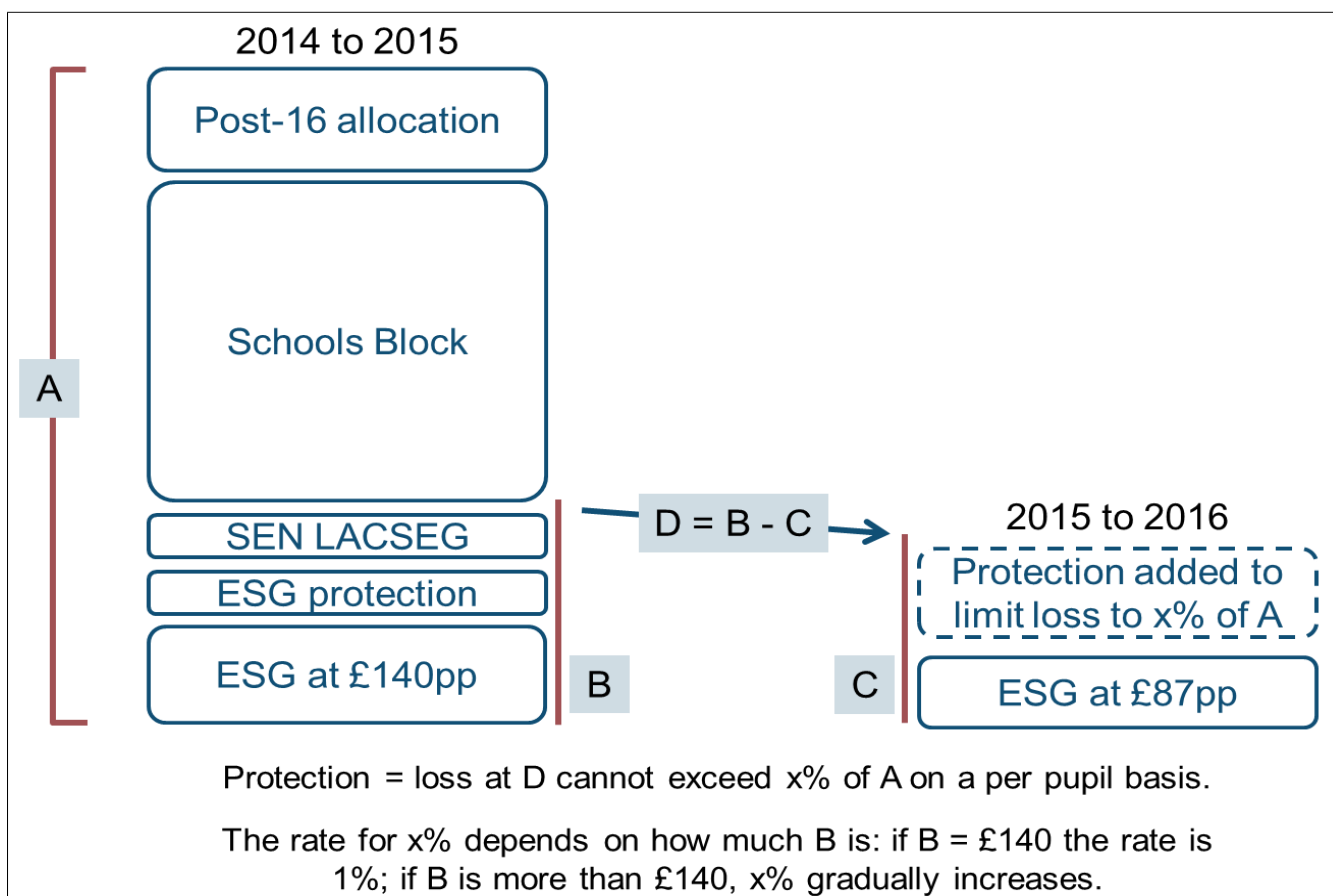 2014 to 2015
Post-16 allocation
Schools Block
A
SEN LACSEG
ESG protection
ESG at £140pp
B
D = B - C
2015 to 2016
Protection added to
limit loss to x% of A
C
ESG at £87pp
Protection = loss at D cannot exceed x% of A on a per pupil basis.
The rate for x% depends on how much B is: if B = £140 the rate is
1%; if B is more than £140, x% gradually increases.